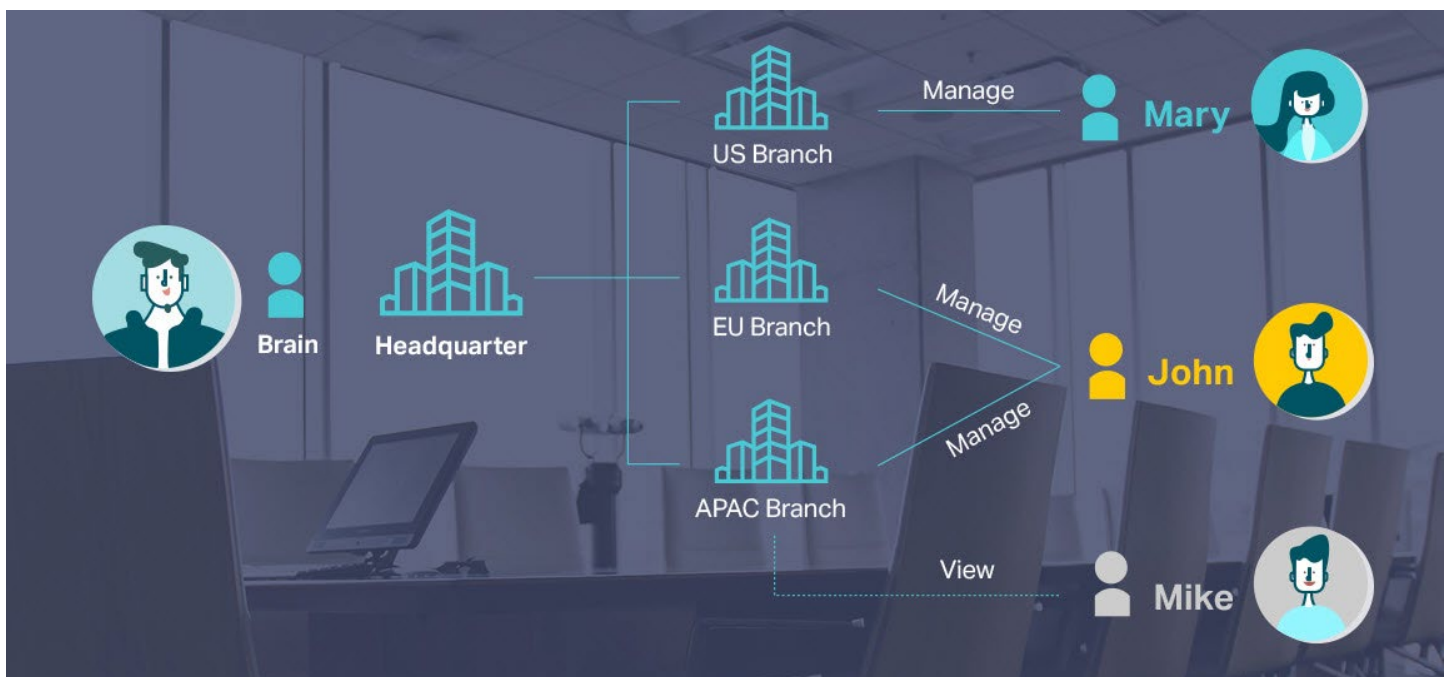 Manage
Mary
US Branch
Brain
Headquarter
EU Branch
Manage
John
Manage
APAC Branch
View
Mike